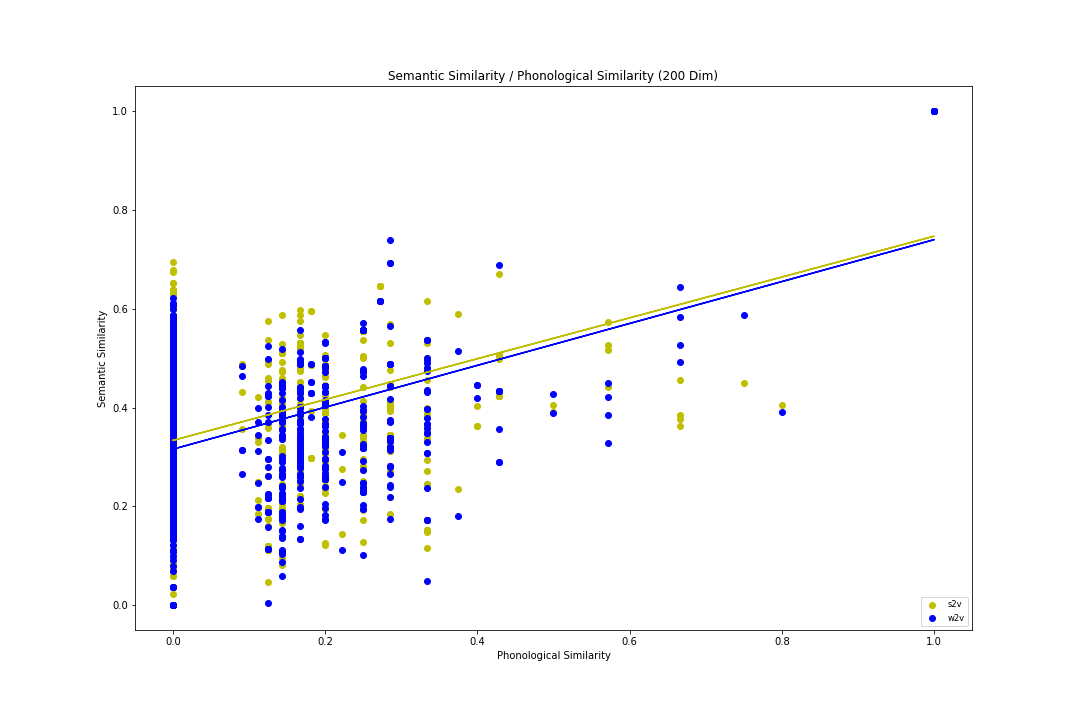 Semantic Similarity / Phonological Similarity (200 Dim)
1.0
0.8
0.6
0.4
0.2
0.0
Semantic Similarity
0.0 0.2 0.4 0.6 0.8 1.0
Phonological Similarity
s2v
w2v